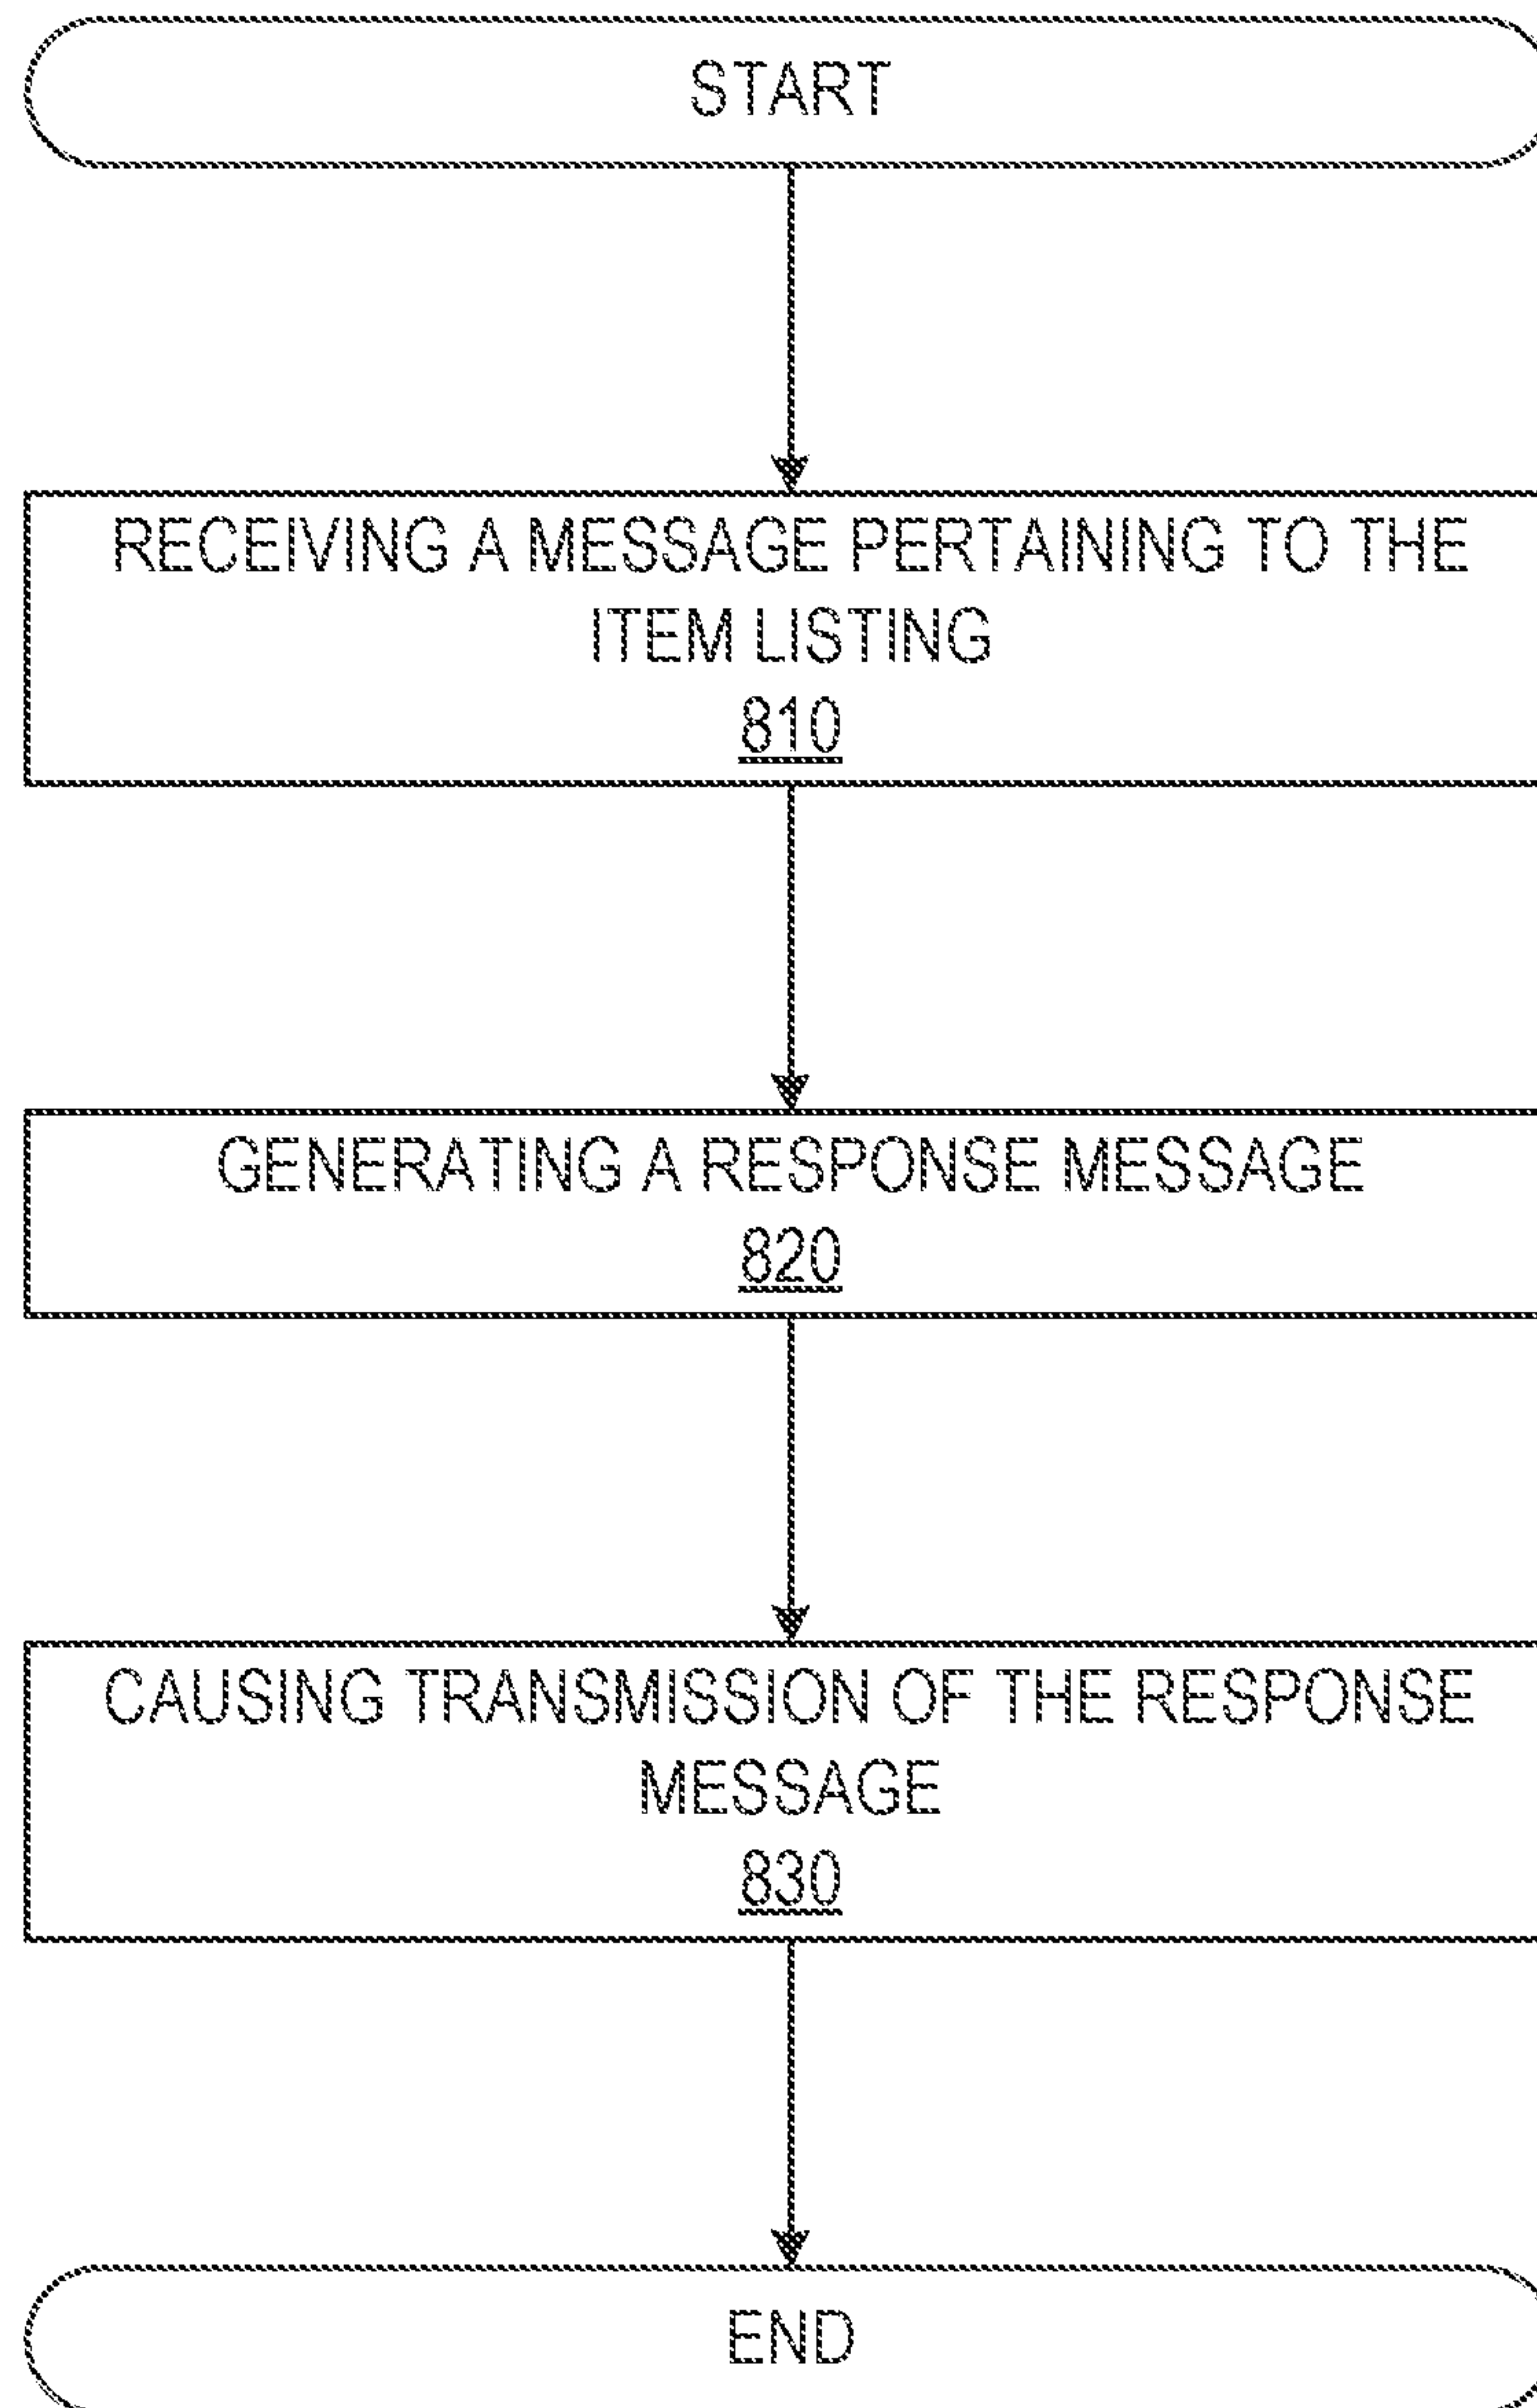 START
RECEIVING A MESSAGE PERTAINING TO THE
ITEM LISTING
810
GENERATING A RESPONSE MESSAGE
820
CAUSING TRANSMISSION OF THE RESPONSE
MESSAGE
830
END